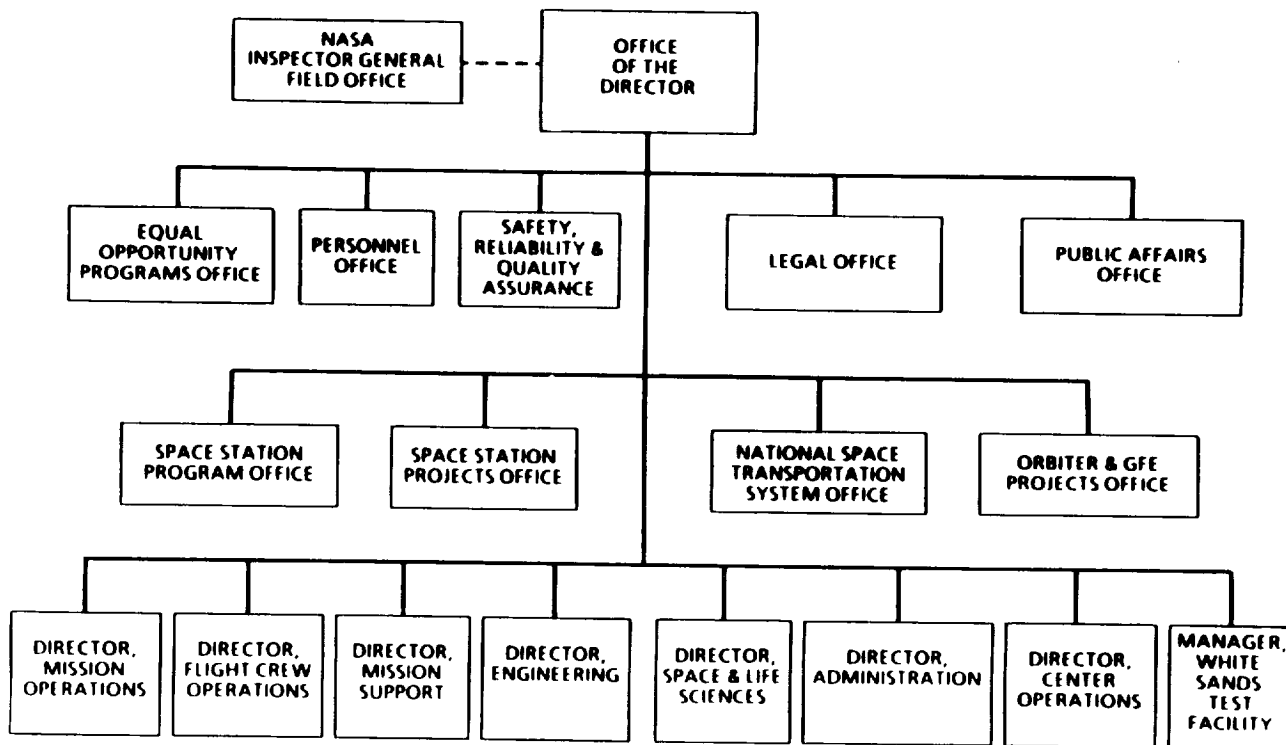 NASA
INSPECTOR GENERAL
FIELD OFFICE
OFFICE
OF THE
DIRECTOR
EQUAL
OPPORTUNITY
PROGRAMS OFFICE
PERSONNEL
OFFICE
SAFETY,
RELIABILITY &
QUALITY
ASSURANCE
LEGAL OFFICE
PUBLIC AFFAIRS
OFFICE
SPACE STATION
PROGRAM OFFICE
SPACE STATION
PROJECTS OFFICE
NATIONAL SPACE
TRANSPORTATION
SYSTEM OFFICE
ORBITER & GFE
PROJECTS OFFICE
DIRECTOR,
MISSION
OPERATIONS
DIRECTOR,
FLIGHT CREW
OPERATIONS
DIRECTOR,
MISSION
SUPPORT
DIRECTOR,
ENGINEERING
DIRECTOR,
SPACE & LIFE
SCIENCES
DIRECTOR,
ADMINISTRATION
DIRECTOR,
CENTER
OPERATIONS
MANAGER,
WHITE
SANDS
TEST
FACILITY